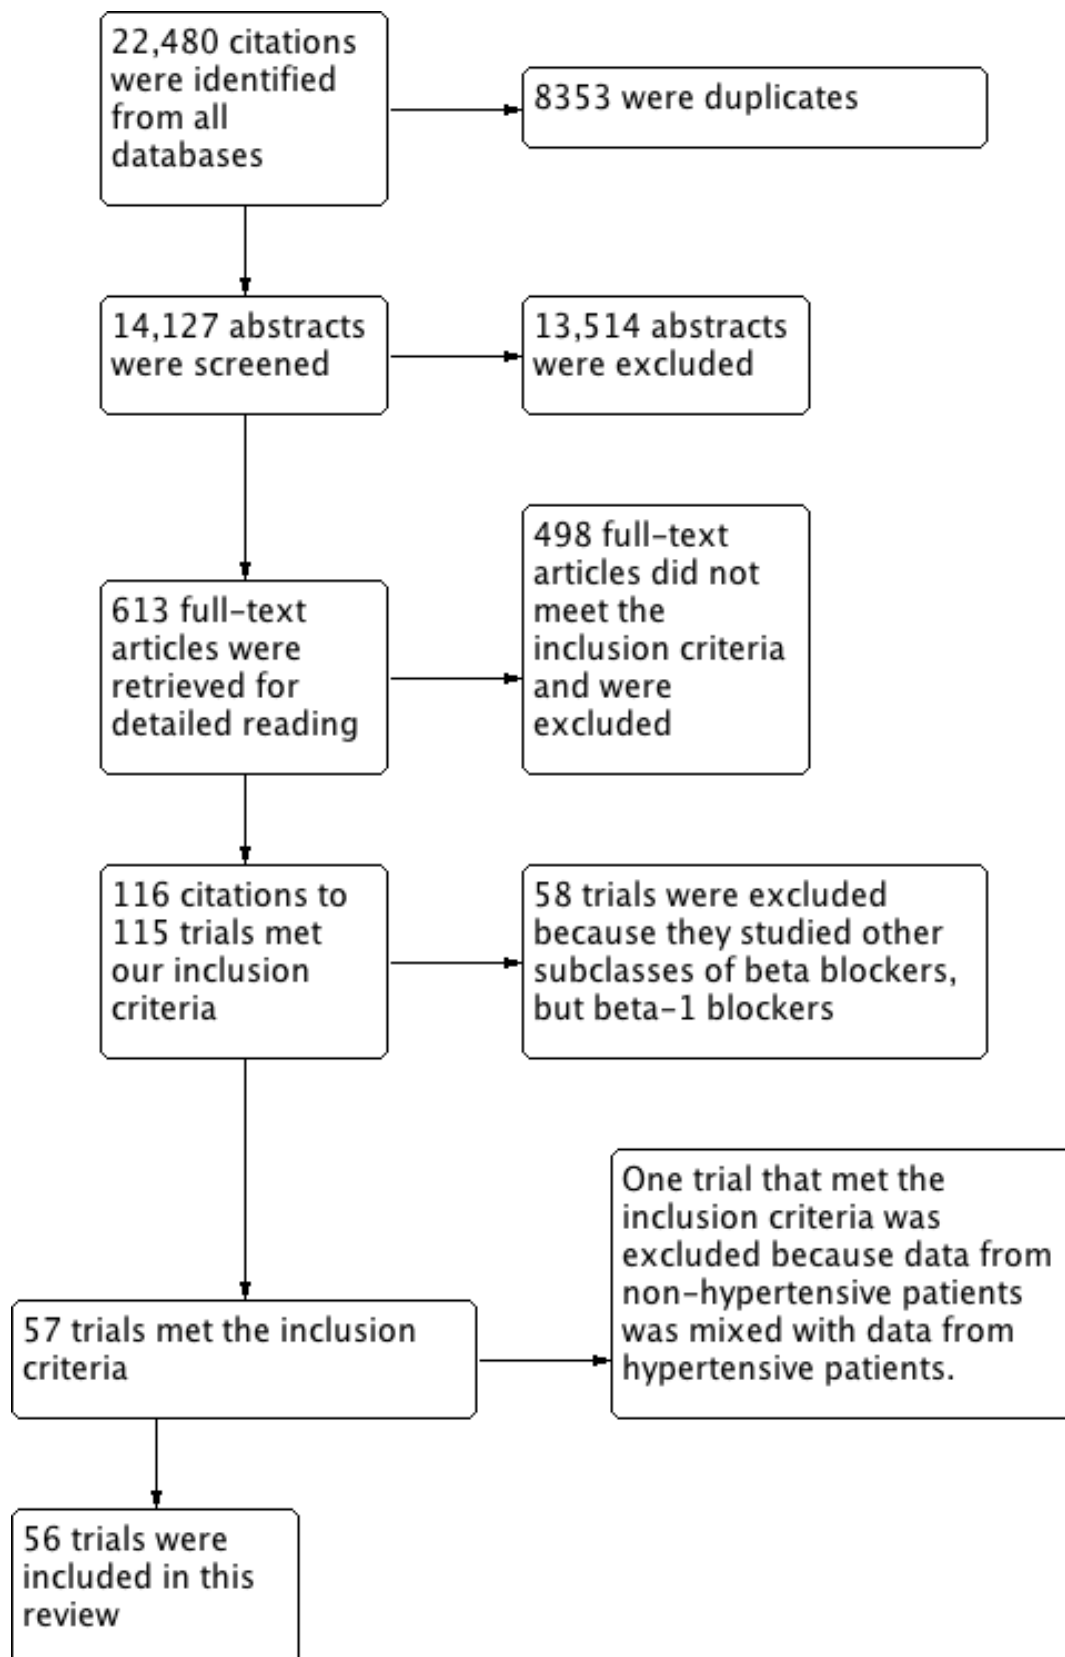 22,480 citations
were identified
from all
databases
8353 were duplicates
14,127 abstracts
were screened
13,514 abstracts
were excluded
498 full-text
articles did not
meet the
inclusion criteria
and were
excluded
613 full-text
articles were
retrieved for
detailed reading
116 citations to
115 trials met
our inclusion
criteria
58 trials were excluded
because they studied other
subclasses of beta blockers,
but beta-1 blockers
One trial that met the
inclusion criteria was
excluded because data from
non-hypertensive patients
was mixed with data from
hypertensive patients.
57 trials met the inclusion
criteria
56 trials were
included in this
review